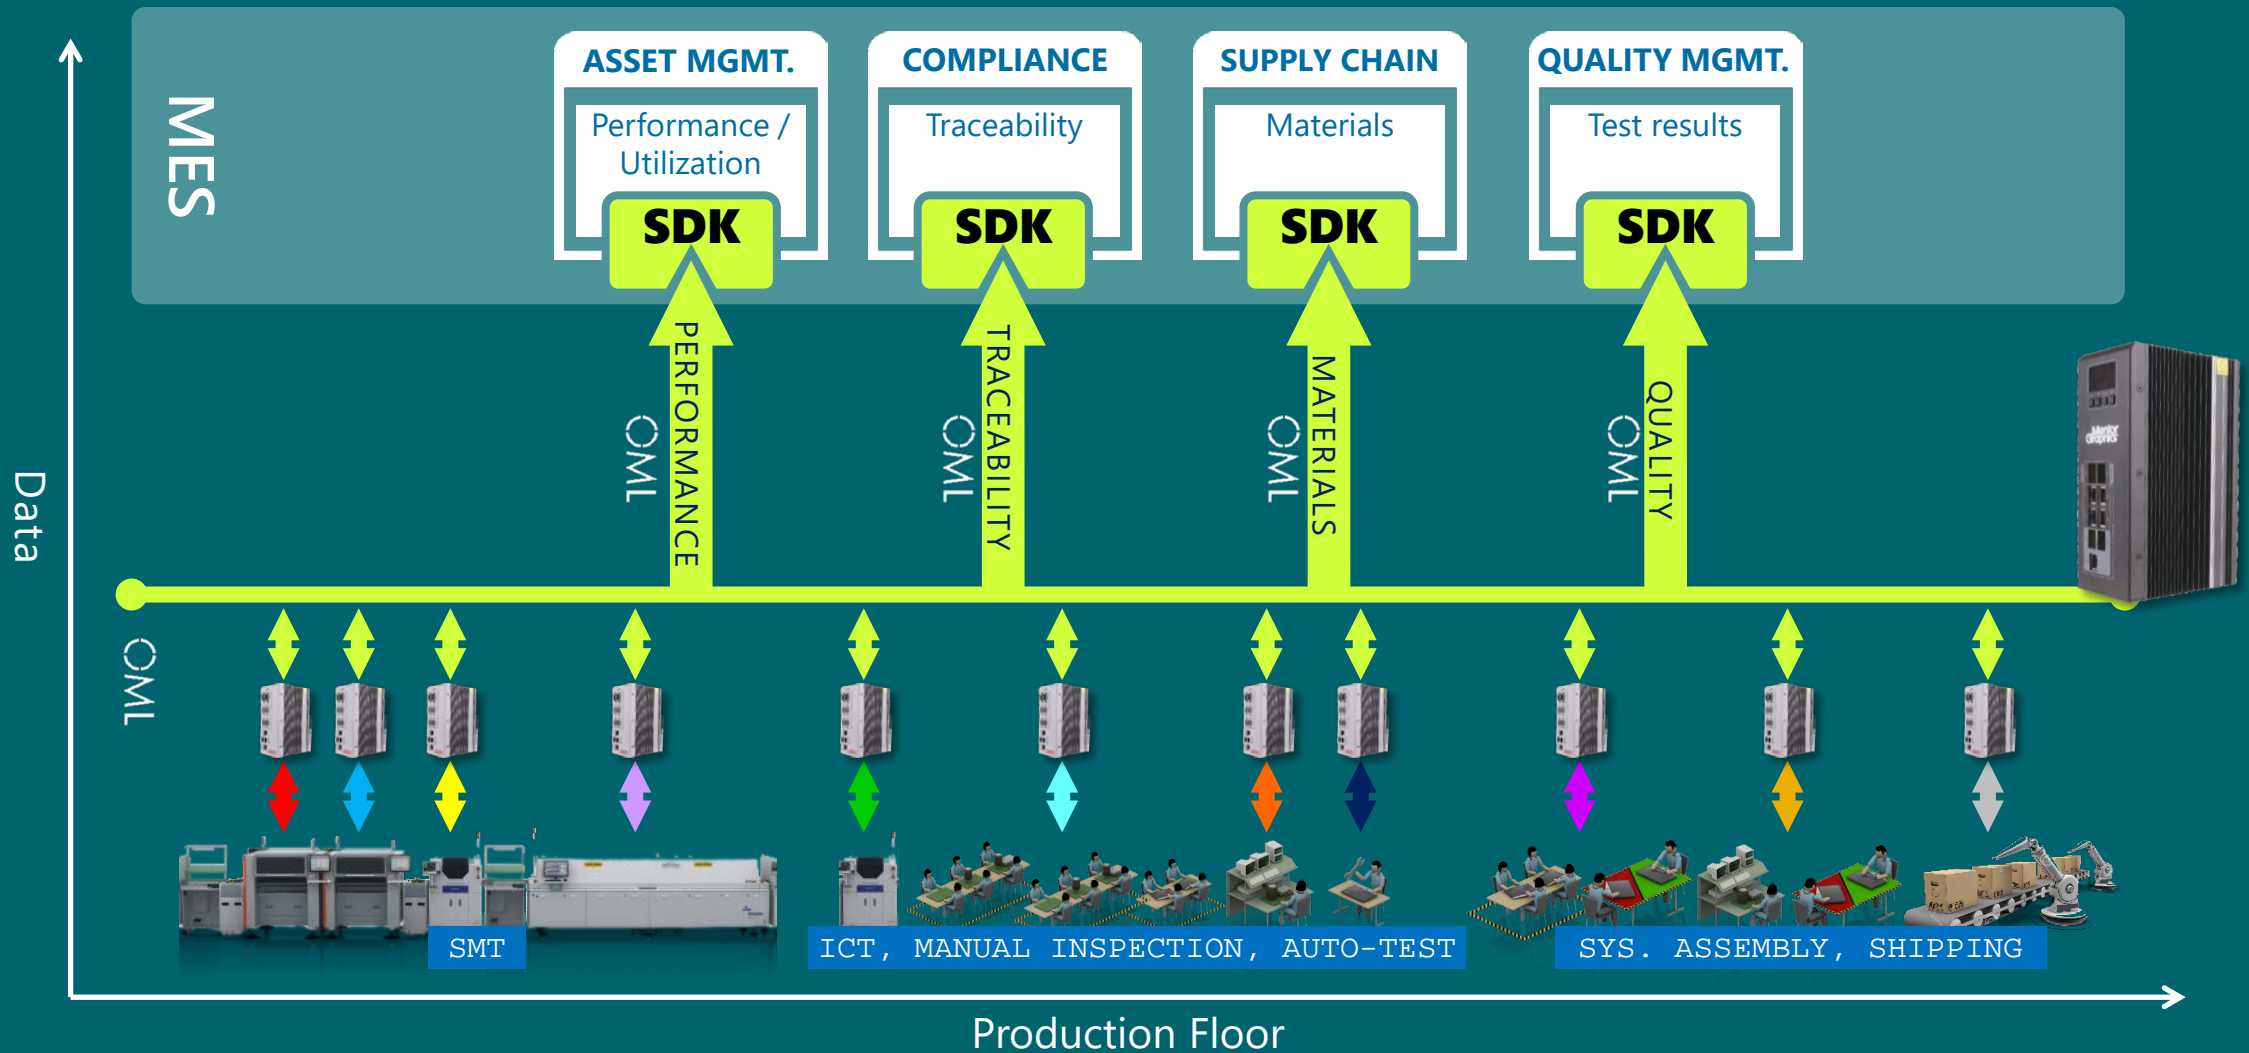 MES
ASSET MGMT.
Performance /
Utilization
SDK
COMPLIANCE
Traceability
SDK
SUPPLY CHAIN
Materials
SDK
QUALITY MGMT.
Test results
SDK
Data
OML
PERFORMANCE
OML
TRACEABILITY
OML
MATERIALS
OML
QUALITY
Mentor
Graphics
OML
SMT
ICT, MANUAL INSPECTION, AUTO-TEST
SYS. ASSEMBLY, SHIPPING
Production Floor